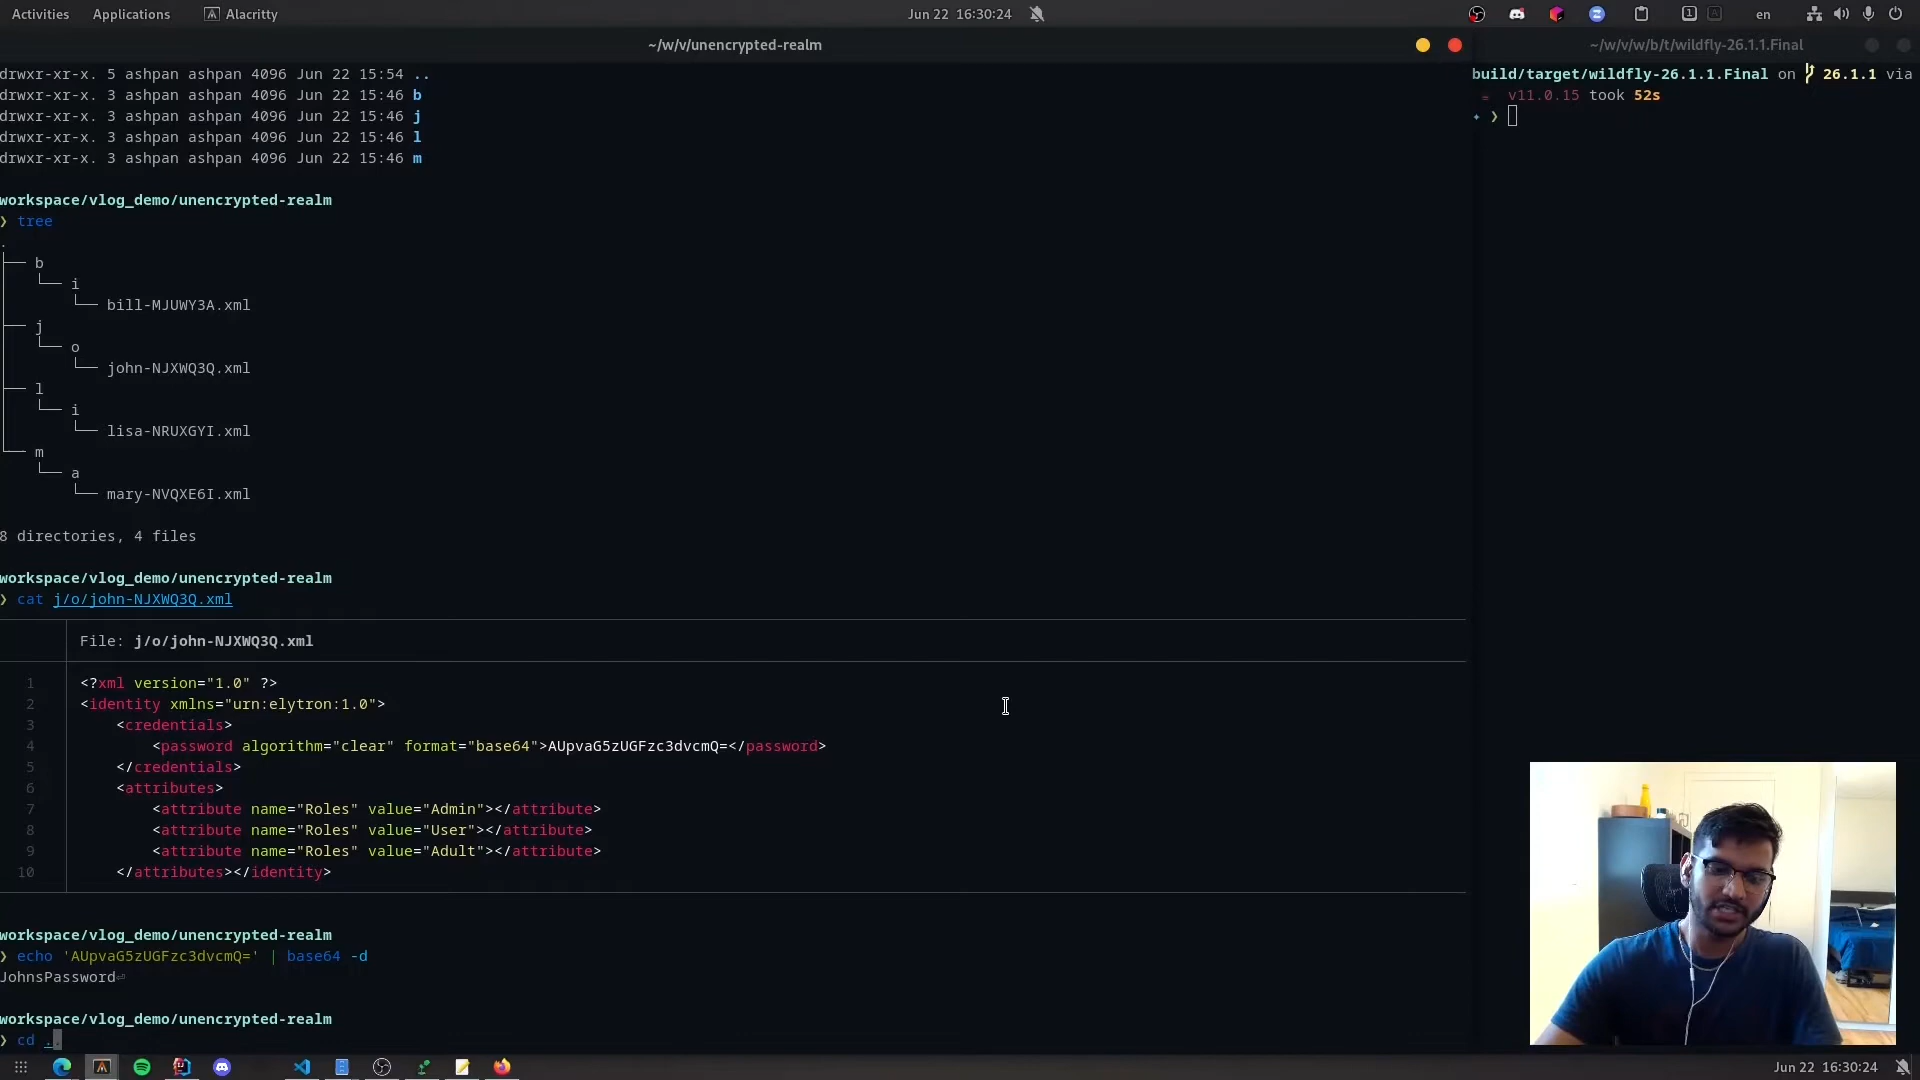 Activities Applications Alacritty Jun 22 16:30:24 1 A en
~/w/v/unencrypted-realm
~/w/v/w/b/t/wildfly-26.1.1.Final
drwxr-xr-x. 5 ashpan ashpan 4096 Jun 22 15:54 ..
drwxr-xr-x. 3 ashpan ashpan 4096 Jun 22 15:46 b
drwxr-xr-x. 3 ashpan ashpan 4096 Jun 22 15:46 j
drwxr-xr-x. 3 ashpan ashpan 4096 Jun 22 15:46 l
drwxr-xr-x. 3 ashpan ashpan 4096 Jun 22 15:46 m
workspace/vlog_demo/unencrypted-realm
❯ tree
.
├── b
│   └── i
│       └── bill-MJUWY3A.xml
├── j
│   └── o
│       └── john-NJXWQ3Q.xml
├── l
│   └── i
│       └── lisa-NRUXGYI.xml
└── m
    └── a
        └── mary-NVQXE6I.xml
8 directories, 4 files
workspace/vlog_demo/unencrypted-realm
❯ cat j/o/john-NJXWQ3Q.xml
File: j/o/john-NJXWQ3Q.xml
1 <?xml version="1.0" ?>
2 <identity xmlns="urn:elytron:1.0">
3 <credentials>
4 <password algorithm="clear" format="base64">AUpvaG5zUGFzc3dvcmQ=</password>
5 </credentials>
6 <attributes>
7 <attribute name="Roles" value="Admin"></attribute>
8 <attribute name="Roles" value="User"></attribute>
9 <attribute name="Roles" value="Adult"></attribute>
10 </attributes></identity>
workspace/vlog_demo/unencrypted-realm
❯ echo 'AUpvaG5zUGFzc3dvcmQ=' | base64 -d
JohnsPassword⏎
workspace/vlog_demo/unencrypted-realm
❯ cd ..
build/target/wildfly-26.1.1.Final on 26.1.1 via
v11.0.15 took 52s
✦ ❯
Jun 22 16:30:24